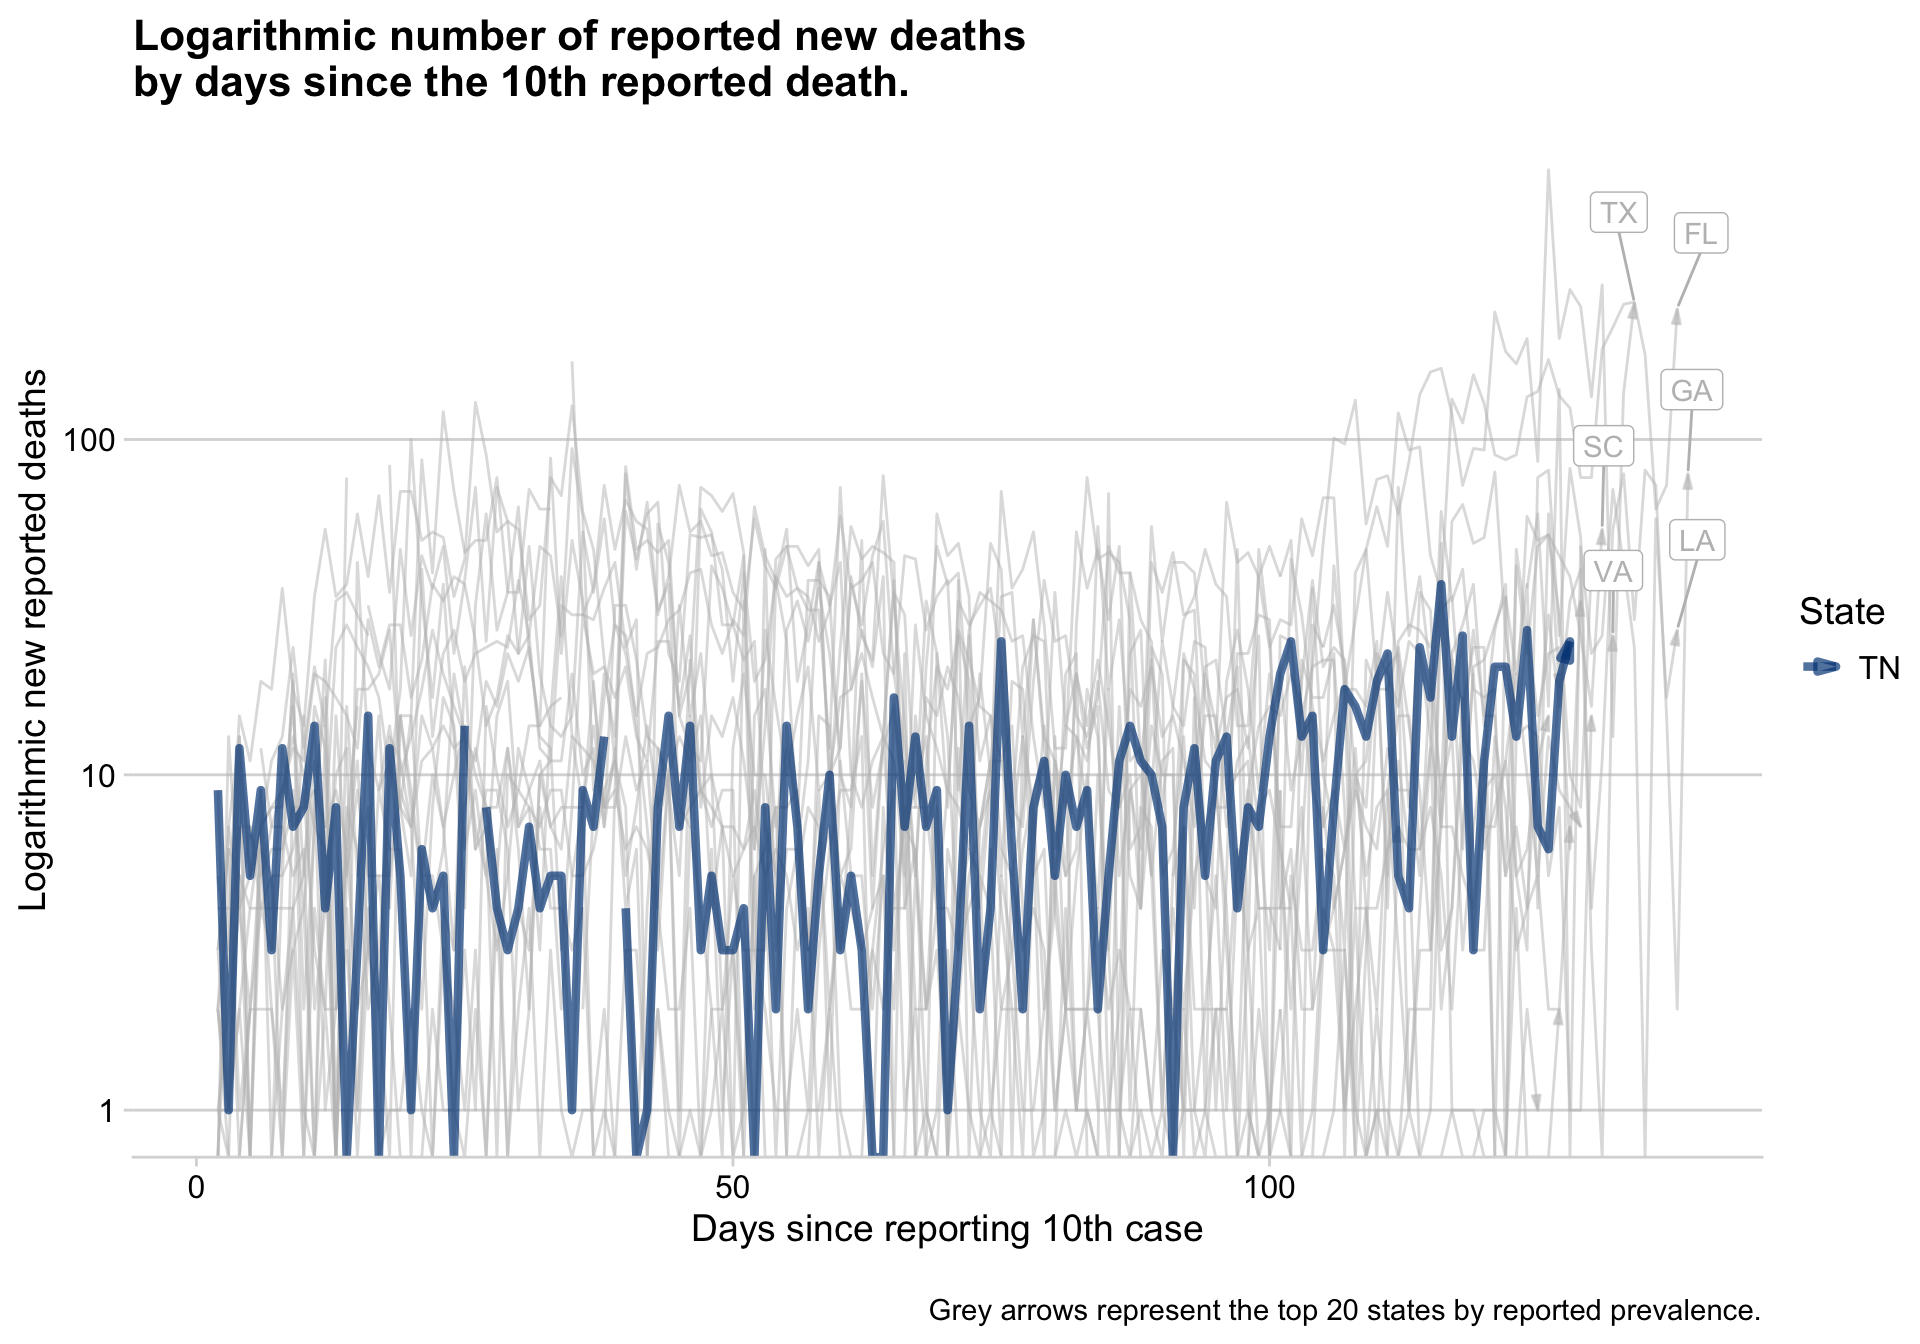 Logarithmic number of reported new deaths
by days since the 10th reported death.
Logarithmic new reported deaths
100
10
1
0
50
100
Days since reporting 10th case
TX
FL
GA
SC
LA
VA
State
TN
Grey arrows represent the top 20 states by reported prevalence.